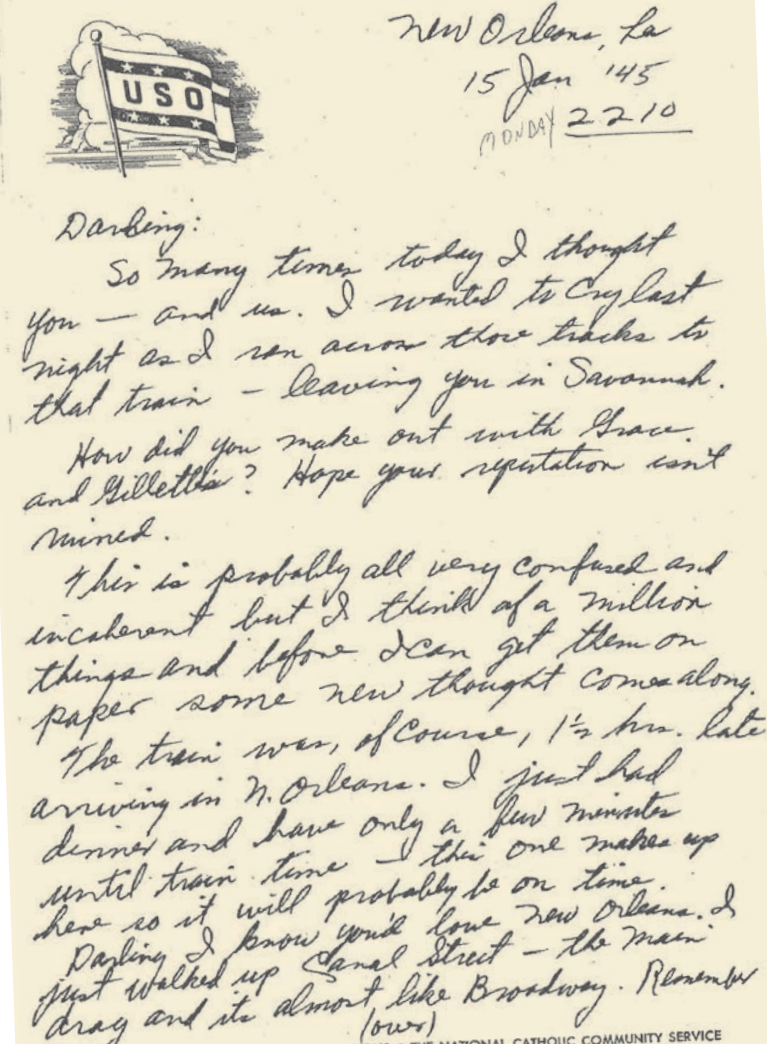 USO
New Orleans, La
15 Jan '45
MONDAY 2210
Darling:
So many times today I thought
you — and us. I wanted to Cry last
night as I ran across those tracks to
that train – leaving you in Savannah.
How did you make out with Grace
and Gillette's? Hope your reputation isn't
ruined.
This is probably all very confused and
incoherent but I think of a million
things and before I can get them on
paper some new thought comes along.
The train was, of Course, 1½ hrs. late
arriving in N. Orleans. I just had
dinner and have only a few minutes
until train time – this one makes up
here so it will probably be on time.
Darling I know you'd love New Orleans. I
just walked up Canal Street – the main
drag and its almost like Broadway. Remember
(over)
THE NATIONAL CATHOLIC COMMUNITY SERVICE